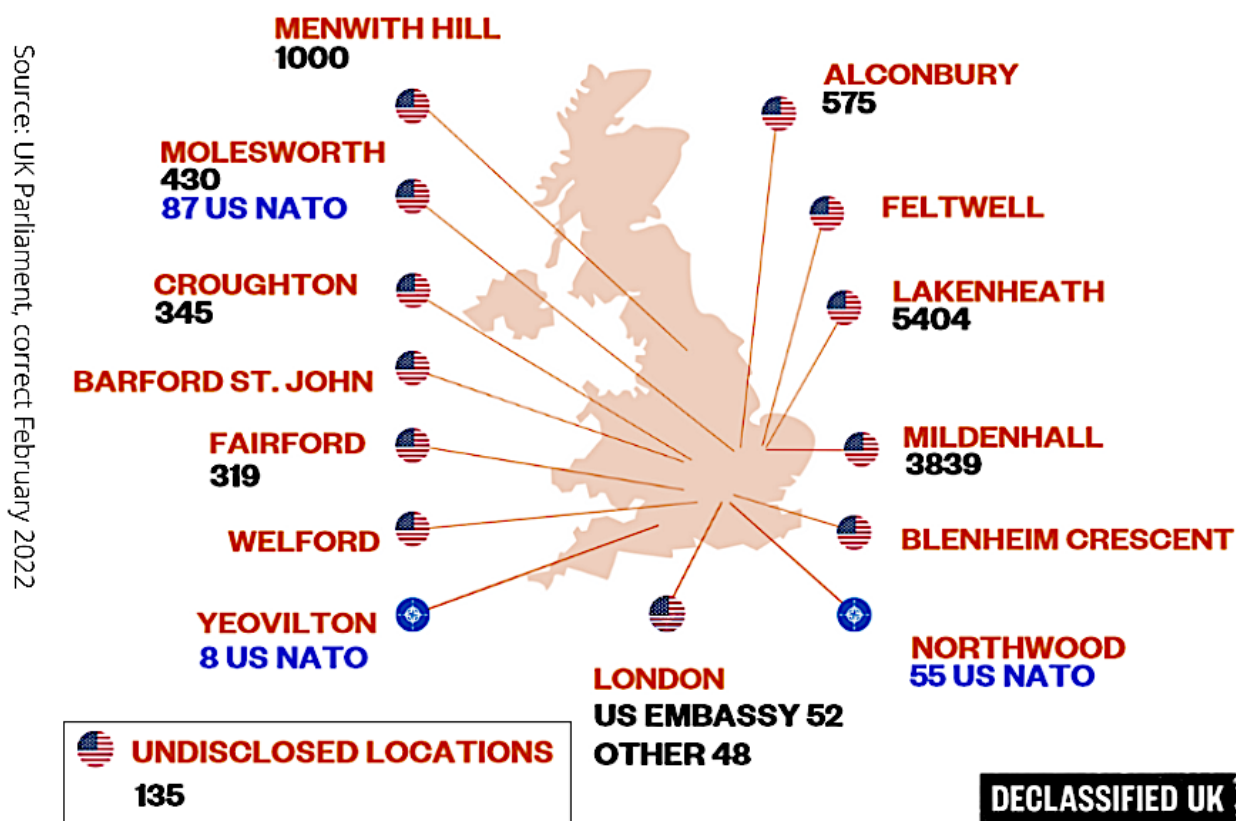 Source: UK Parliament, correct February 2022
MENWITH HILL
1000
MOLESWORTH
430
87 US NATO
CROUGHTON
345
BARFORD ST. JOHN
FAIRFORD
319
WELFORD
YEOVILTON
8 US NATO
ALCONBURY
575
FELTWELL
LAKENHEATH
5404
MILDENHALL
3839
BLENHEIM CRESCENT
NORTHWOOD
55 US NATO
LONDON
US EMBASSY 52
OTHER 48
UNDISCLOSED LOCATIONS
135
DECLASSIFIED UK